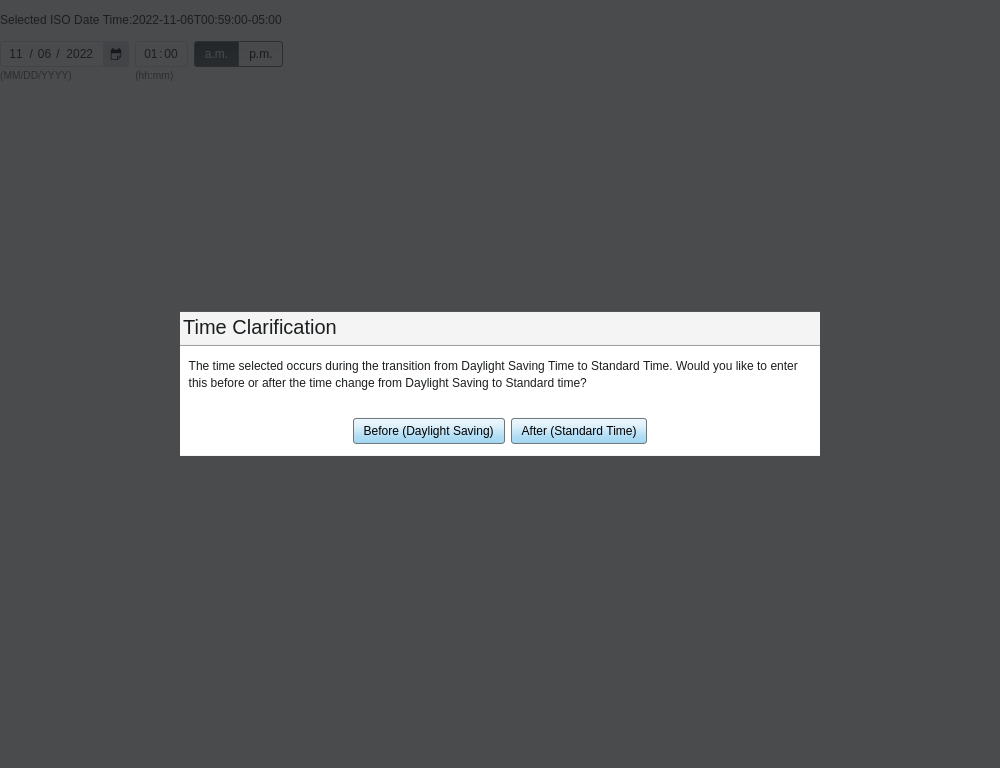 Selected ISO Date Time:2022-11-06T00:59:00-05:00
11 / 06 / 2022 01:00 a.m. p.m.
(MM/DD/YYYY) (hh:mm)
Time Clarification
The time selected occurs during the transition from Daylight Saving Time to Standard Time. Would you like to enter
this before or after the time change from Daylight Saving to Standard time?
Before (Daylight Saving) After (Standard Time)